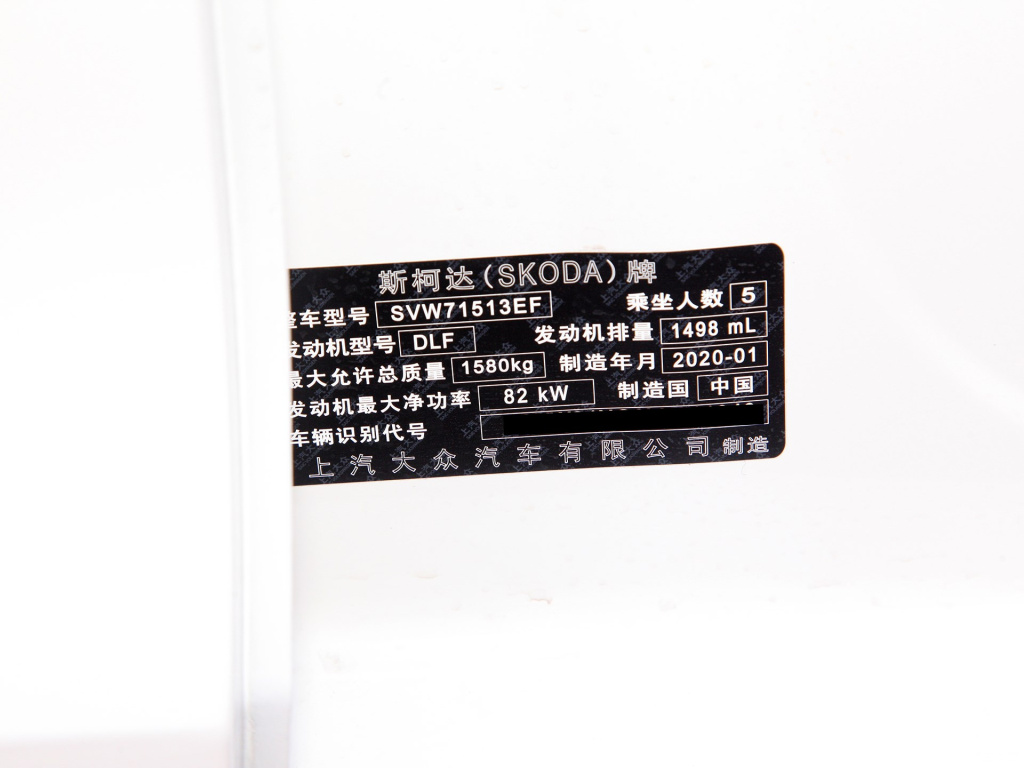 斯柯达(SKODA)牌
整车型号 SVW71513EF 乘坐人数 5
发动机型号 DLF 发动机排量 1498 mL
最大允许总质量 1580kg 制造年月 2020-01
发动机最大净功率 82 kW 制造国 中国
车辆识别代号
上汽大众汽车有限公司 制造